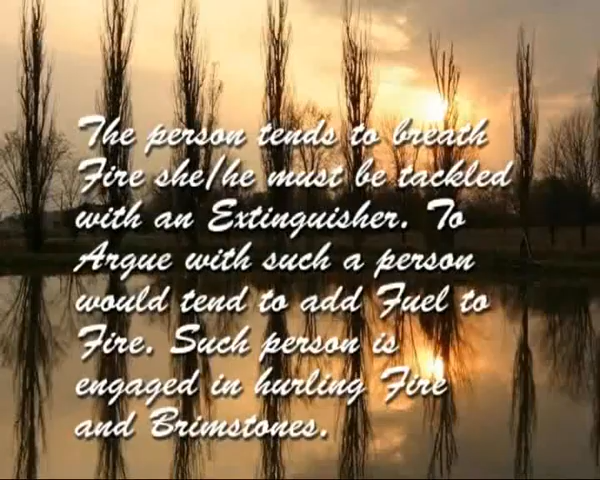 The person tends to breath
Fire she/he must be tackled
with an Extinguisher. To
Argue with such a person
would tend to add Fuel to
Fire. Such person is
engaged in hurling Fire
and Brimstones.